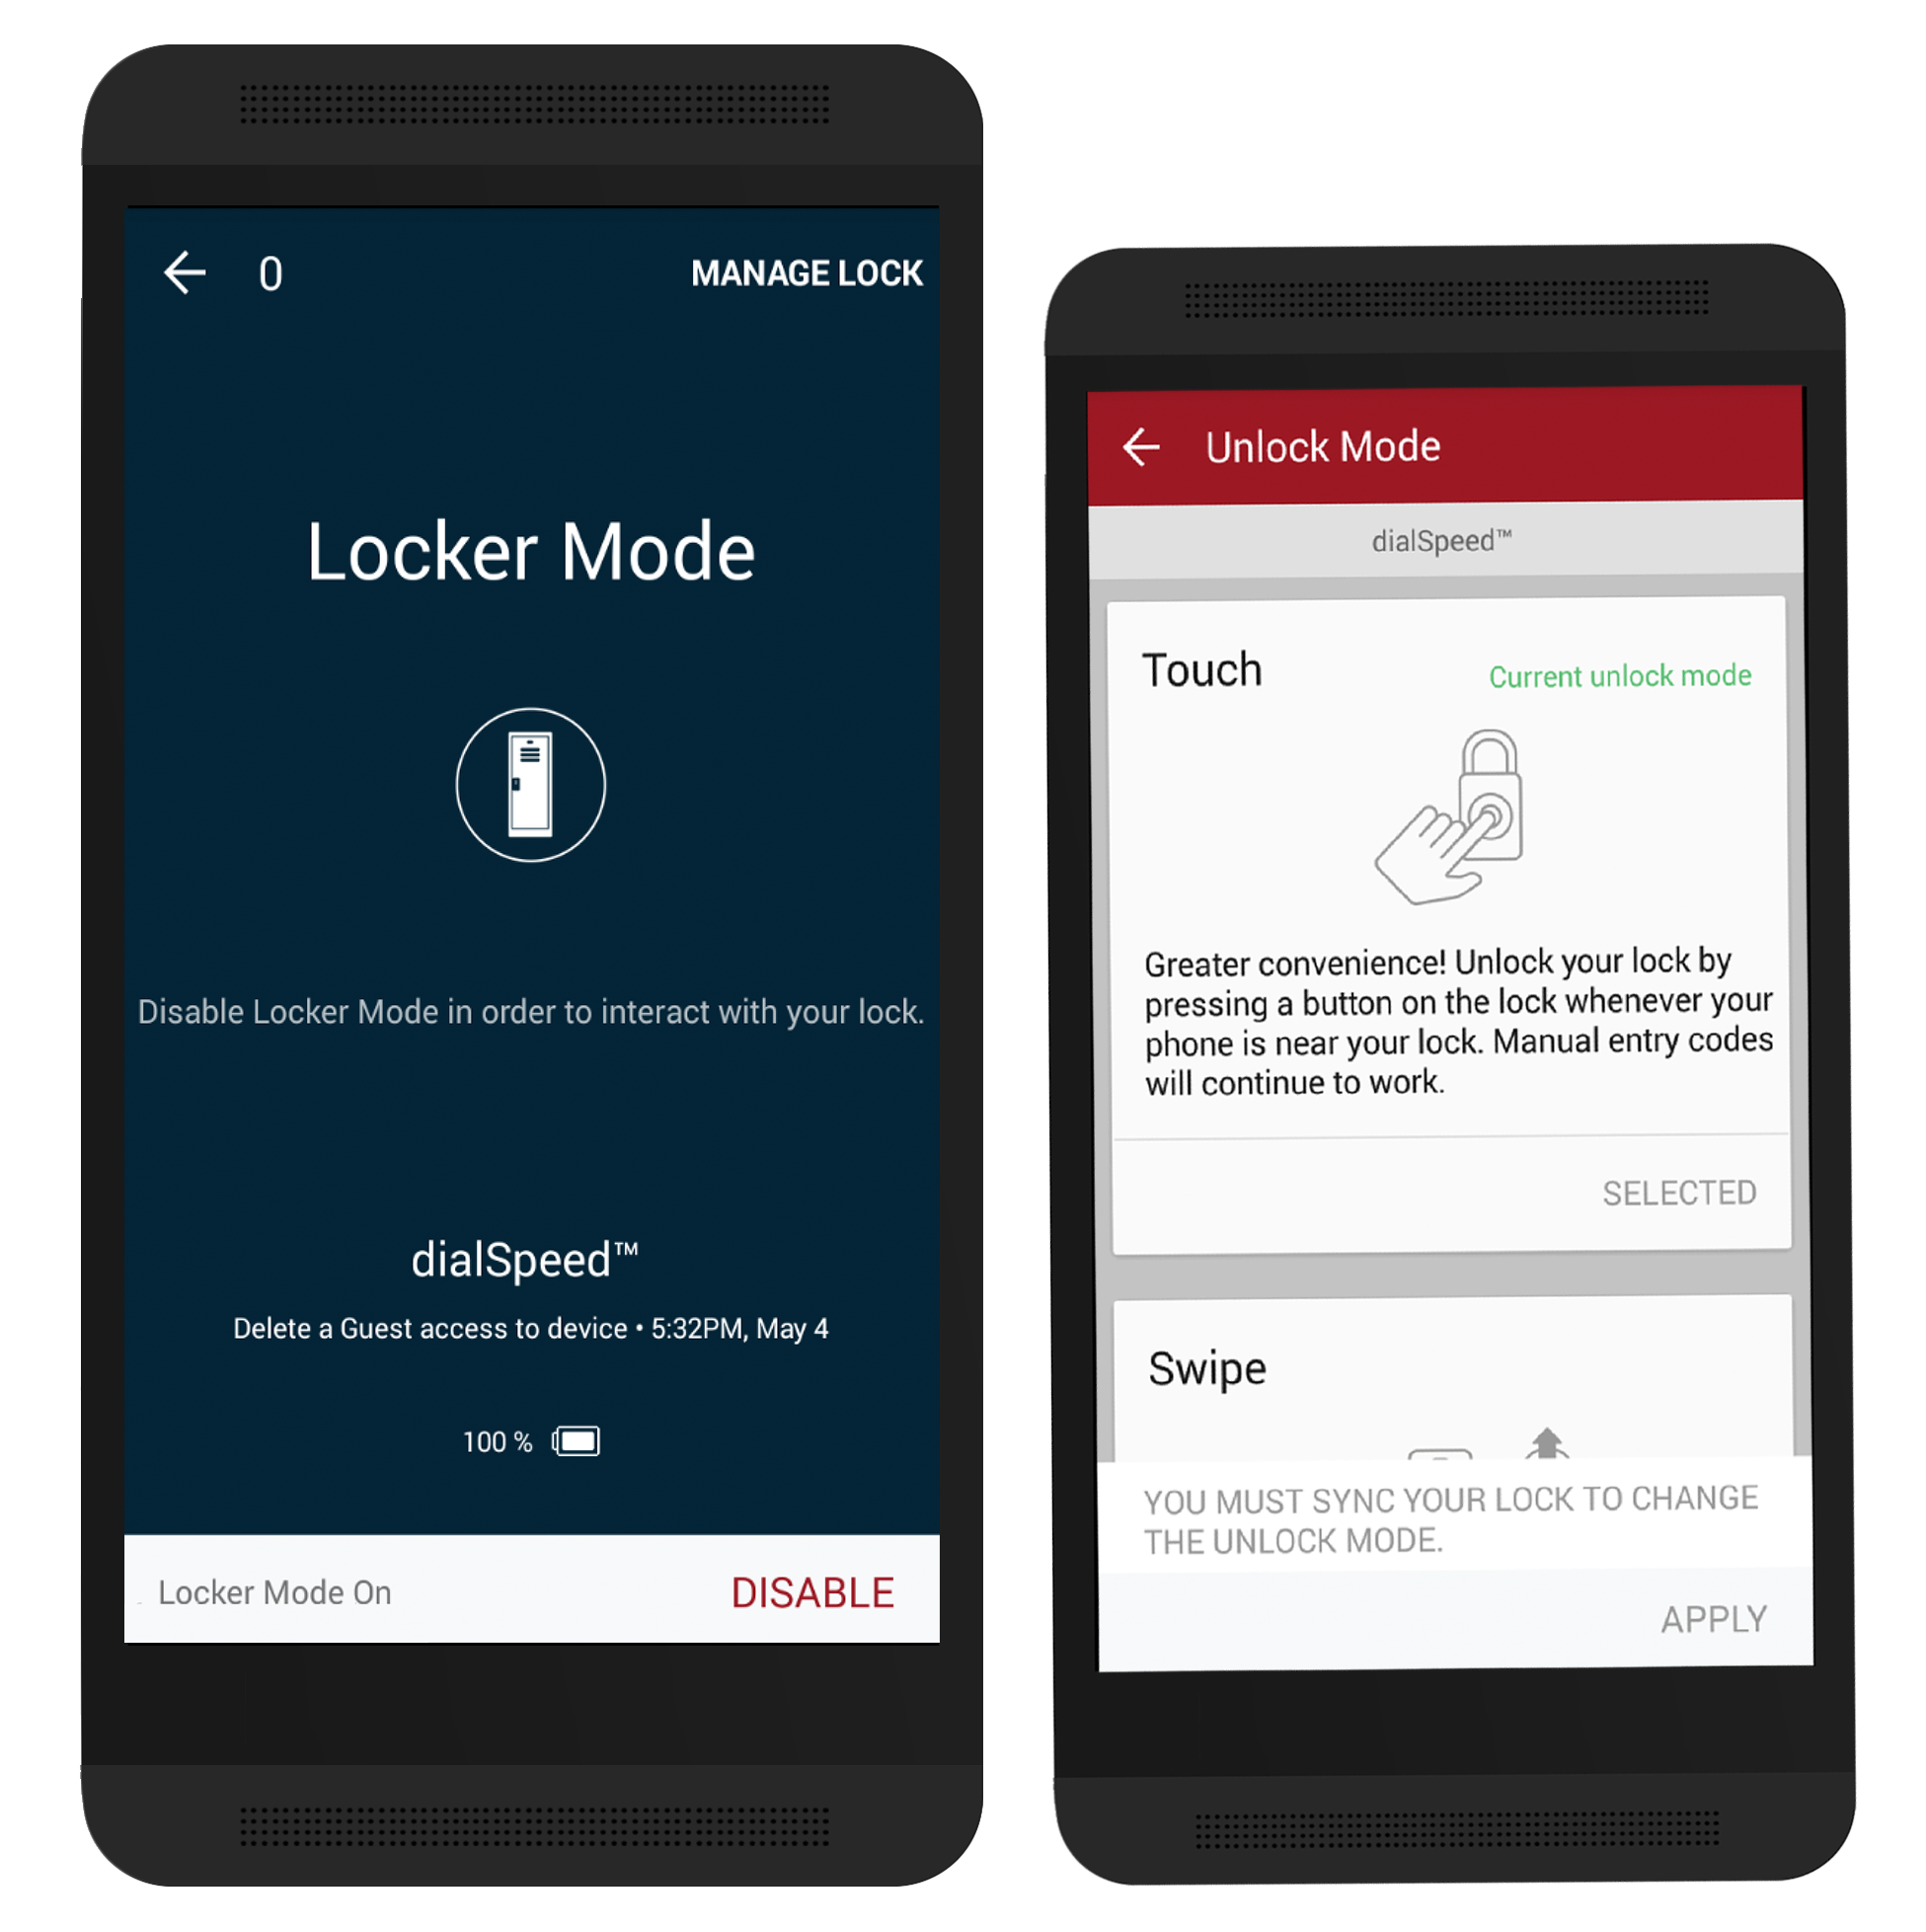 0 MANAGE LOCK
Locker Mode
Disable Locker Mode in order to interact with your lock.
dialSpeed™
Delete a Guest access to device • 5:32PM, May 4
100 %
Locker Mode On DISABLE
Unlock Mode
dialSpeed™
Touch Current unlock mode
Greater convenience! Unlock your lock by
pressing a button on the lock whenever your
phone is near your lock. Manual entry codes
will continue to work.
SELECTED
Swipe
YOU MUST SYNC YOUR LOCK TO CHANGE
THE UNLOCK MODE.
APPLY